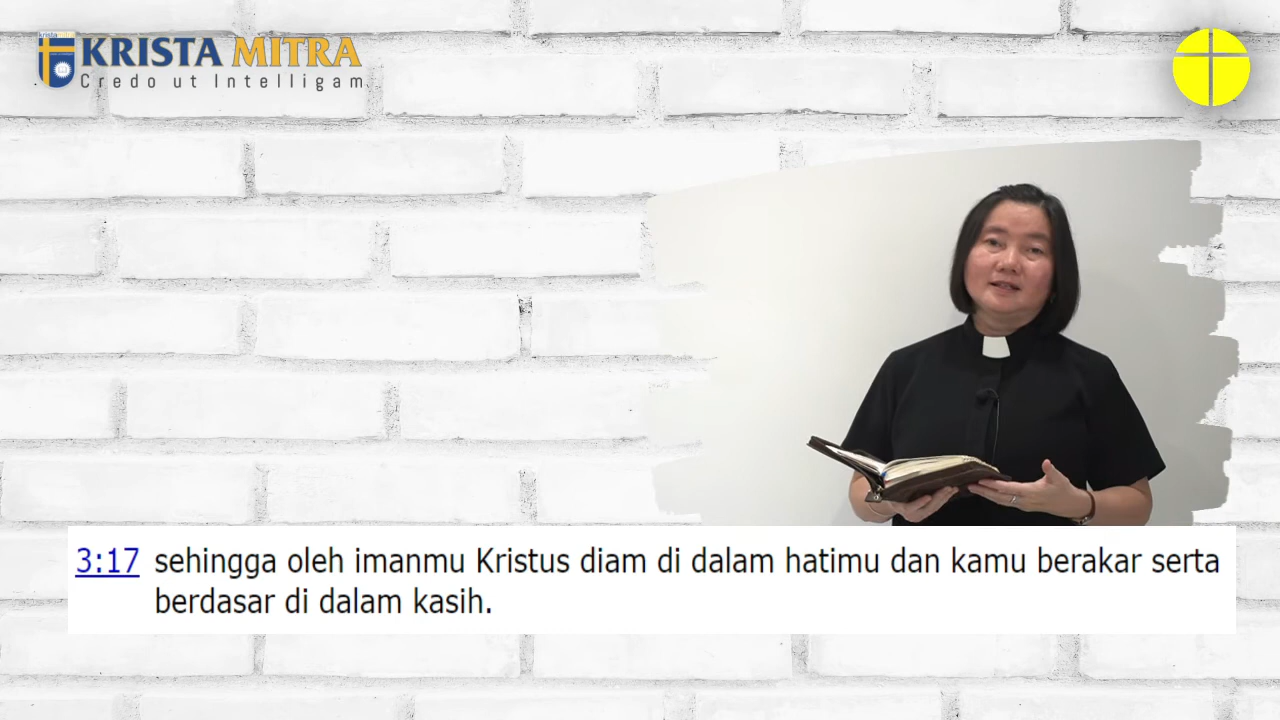 KRISTA MITRA
Credo ut Intelligam
3:17 sehingga oleh imanmu Kristus diam di dalam hatimu dan kamu berakar serta
berdasar di dalam kasih.